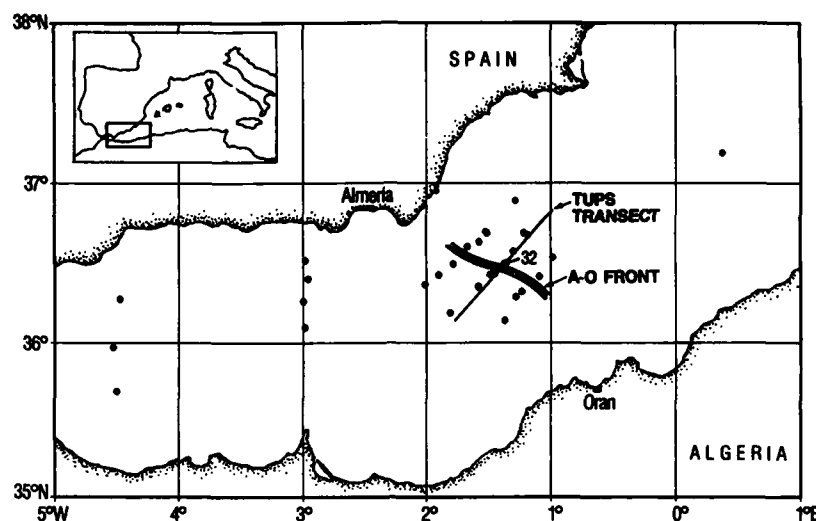 38°N
SPAIN
37°
Almeria
TUPS
TRANSECT
32
A-O FRONT
36°
Oran
ALGERIA
35°N
5°W
4°
3°
2°
1°
0°
1°E